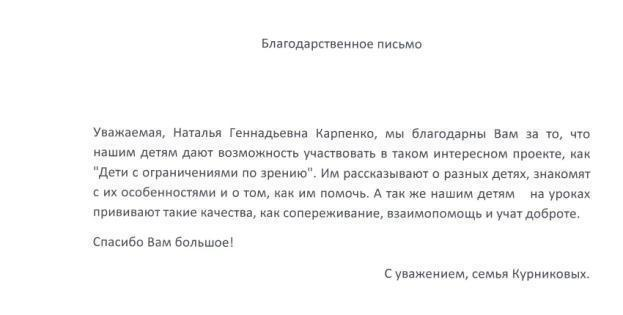 Благодарственное письмо
Уважаемая, Наталья Геннадьевна Карпенко, мы благодарны Вам за то, что
нашим детям дают возможность участвовать в таком интересном проекте, как
"Дети с ограничениями по зрению". Им рассказывают о разных детях, знакомят
с их особенностями и о том, как им помочь. А так же нашим детям на уроках
прививают такие качества, как сопереживание, взаимопомощь и учат доброте.
Спасибо Вам большое!
С уважением, семья Курниковых.